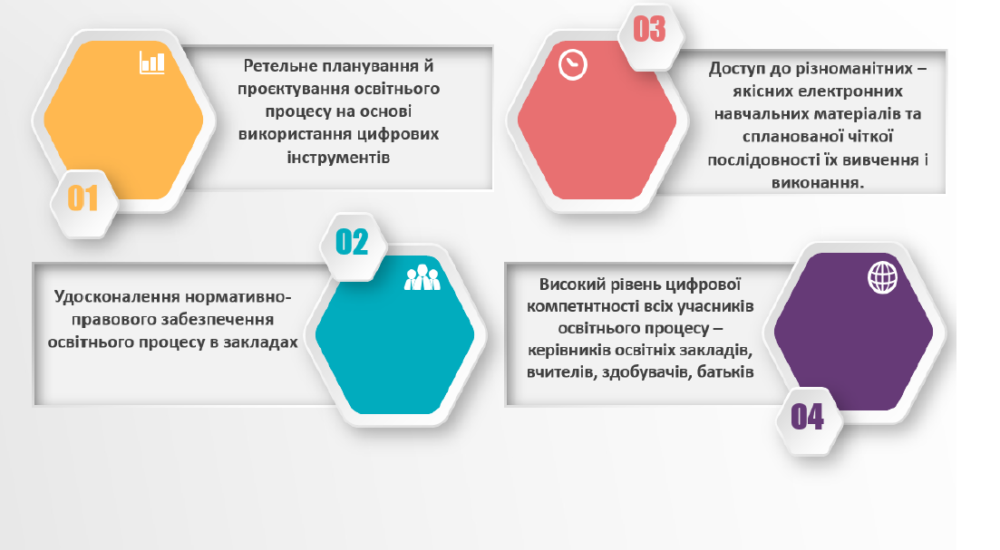 01
Ретельне планування й
проєктування освітнього
процесу на основі
використання цифрових
інструментів
02
Удосконалення нормативно-
правового забезпечення
освітнього процесу в закладах
03
Доступ до різноманітних –
якісних електронних
навчальних матеріалів та
спланованої чіткої
послідовності їх вивчення і
виконання.
04
Високий рівень цифрової
компетнтності всіх учасників
освітнього процесу –
керівників освітніх закладів,
вчителів, здобувачів, батьків